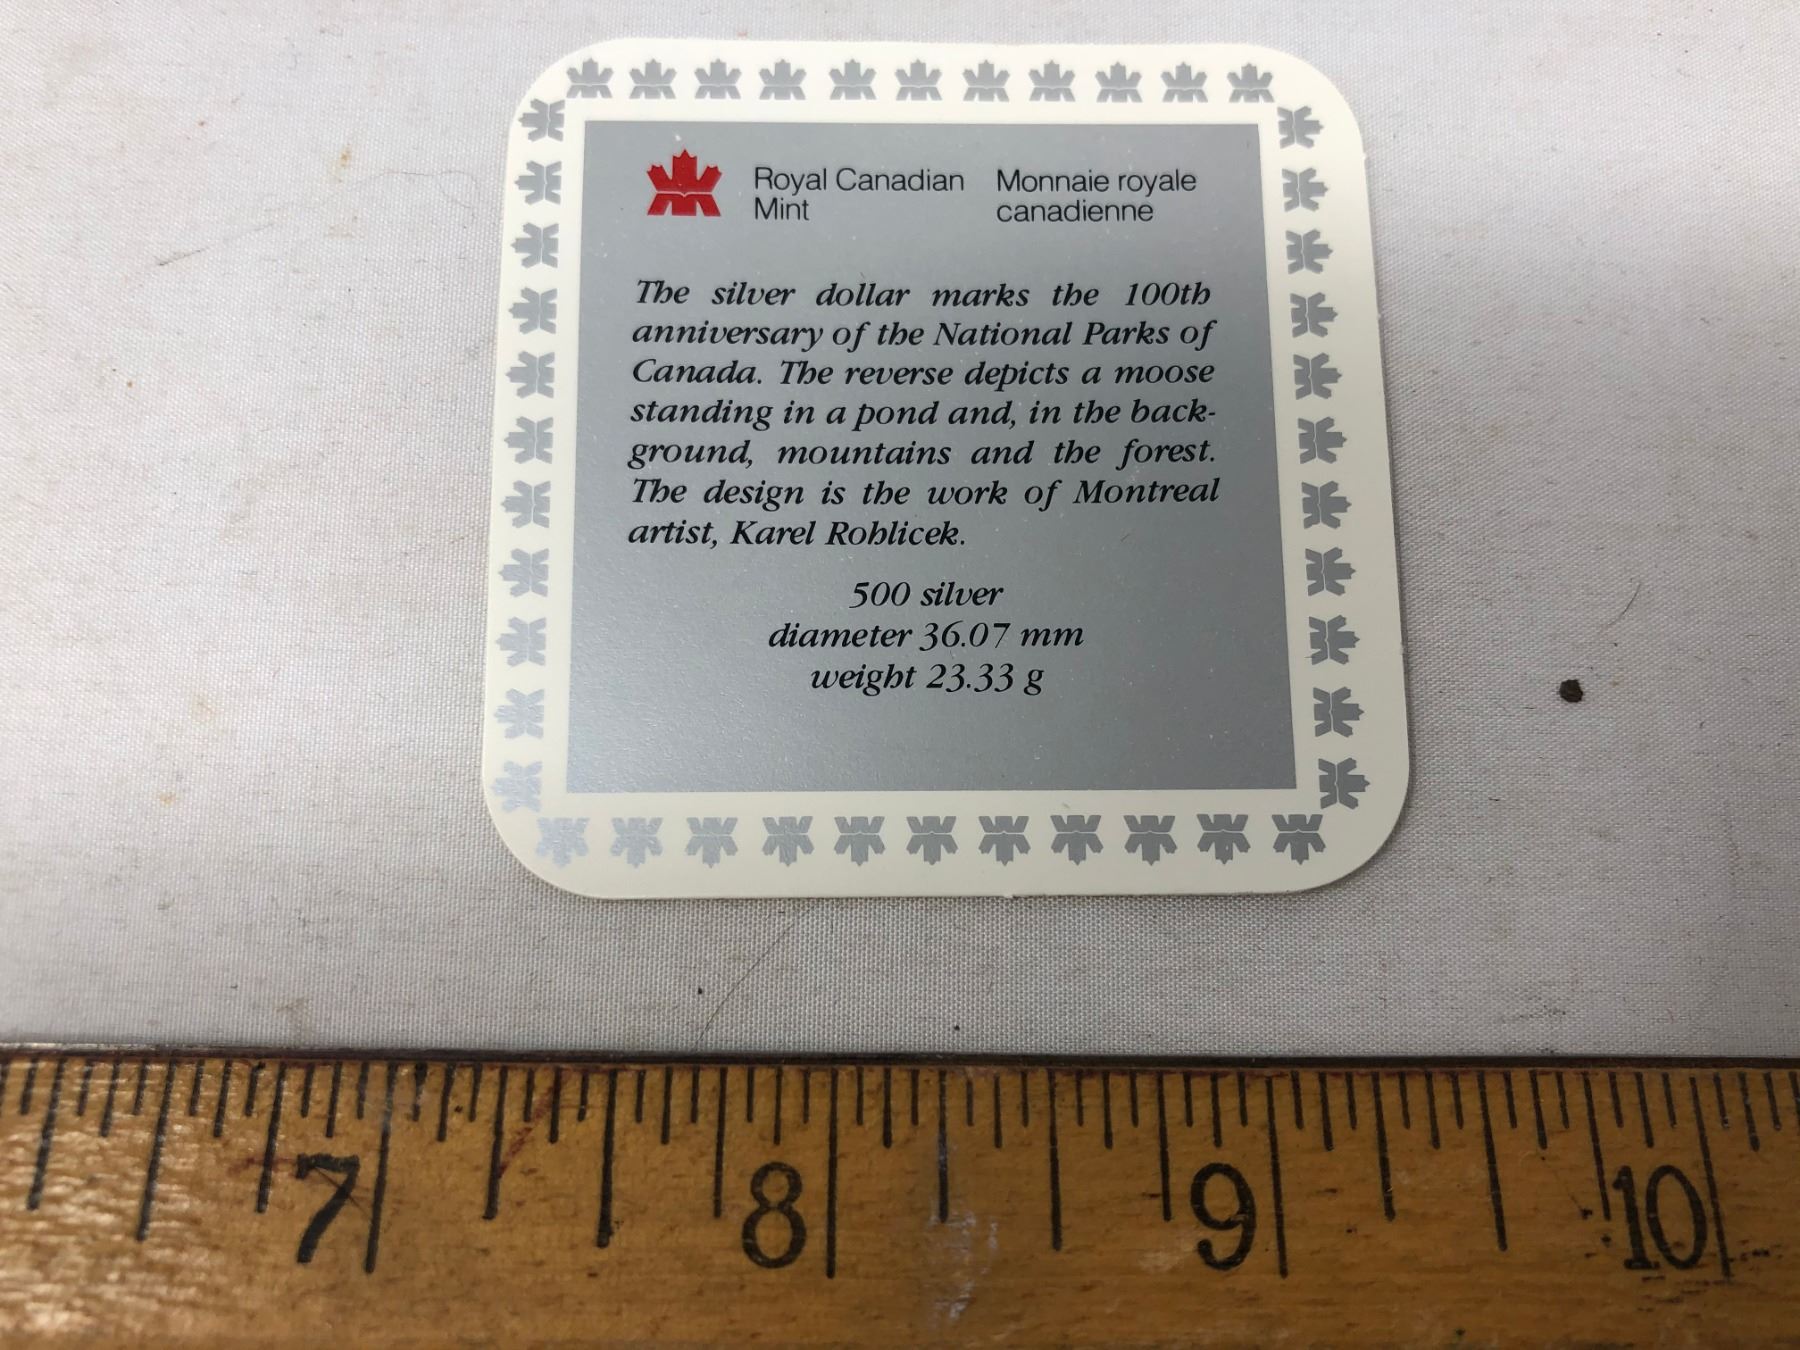 Royal Canadian Mint
Monnaie royale canadienne
The silver dollar marks the 100th
anniversary of the National Parks of
Canada. The reverse depicts a moose
standing in a pond and, in the back-
ground, mountains and the forest.
The design is the work of Montreal
artist, Karel Rohlicek.
500 silver
diameter 36.07 mm
weight 23.33 g
7 8 9 10